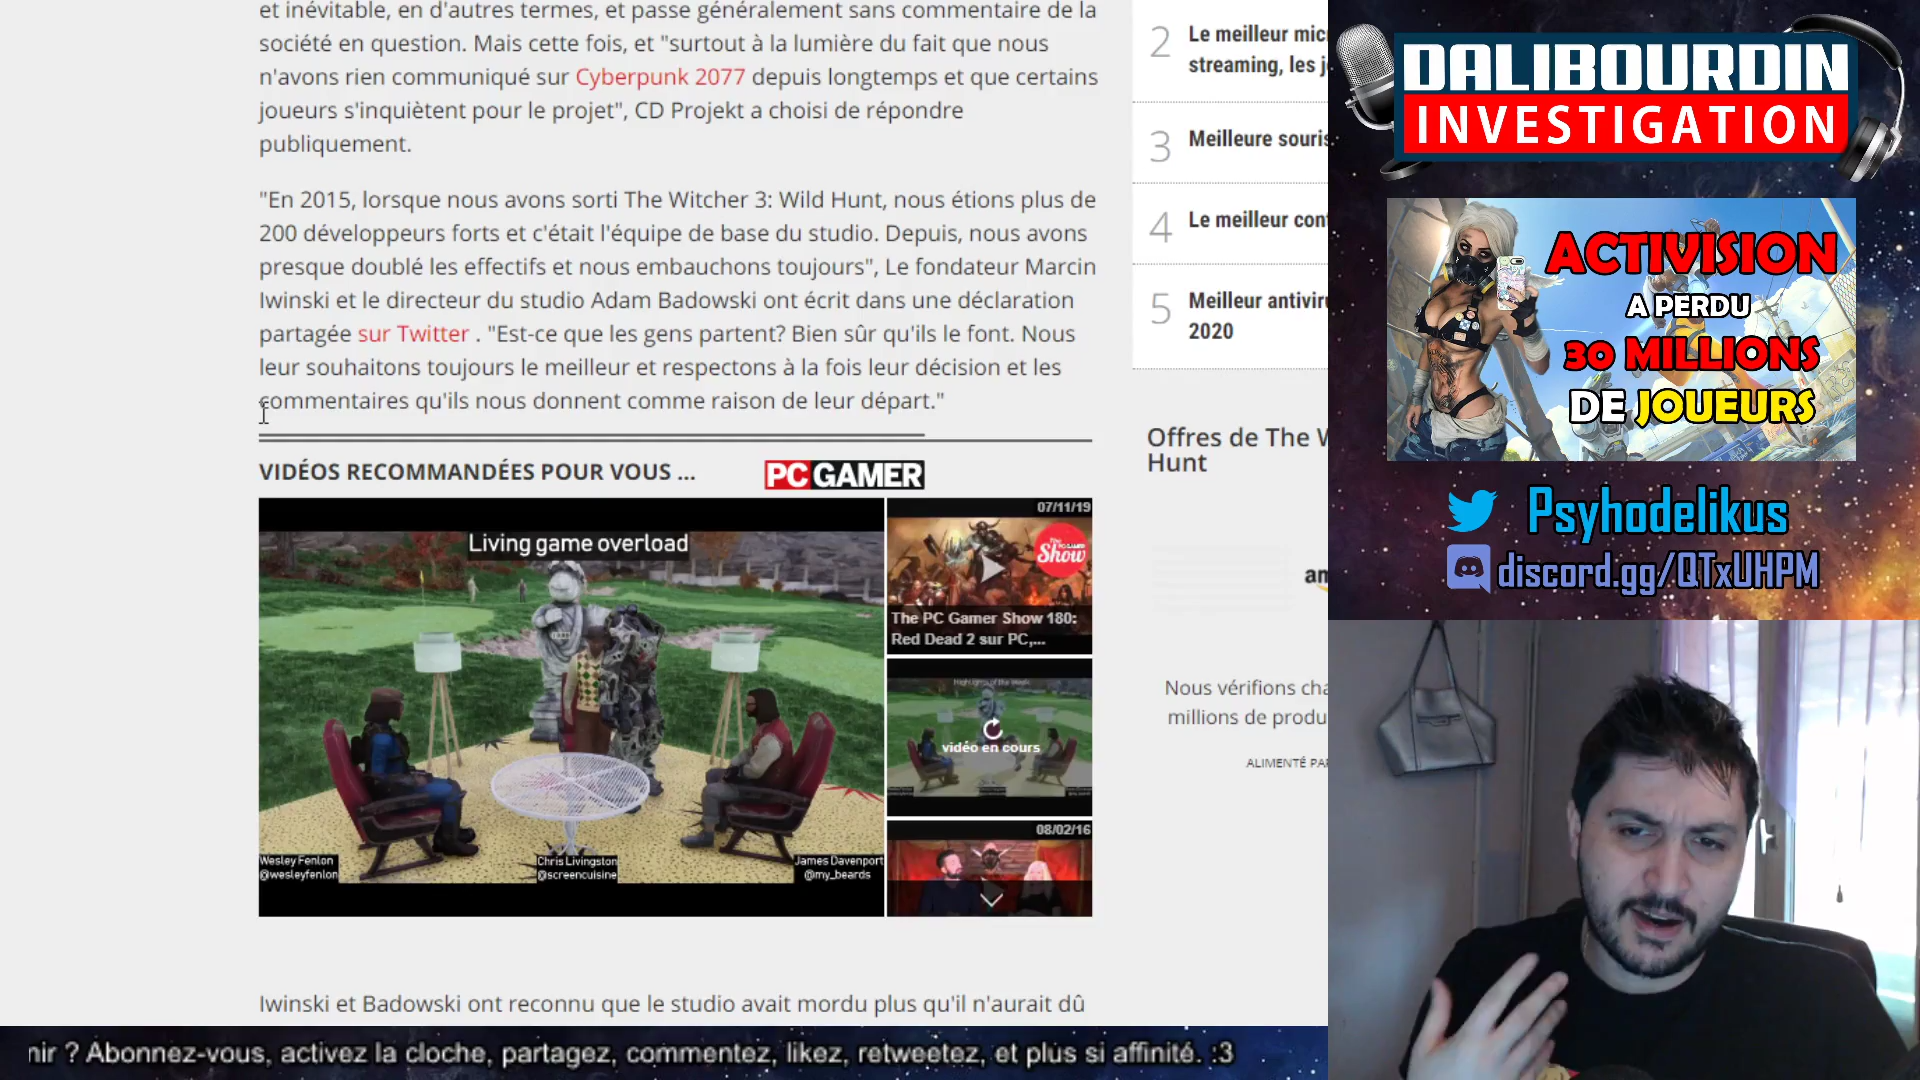 et inévitable, en d'autres termes, et passe généralement sans commentaire de la
société en question. Mais cette fois, et "surtout à la lumière du fait que nous
n'avons rien communiqué sur Cyberpunk 2077 depuis longtemps et que certains
joueurs s'inquiètent pour le projet", CD Projekt a choisi de répondre
publiquement.
"En 2015, lorsque nous avons sorti The Witcher 3: Wild Hunt, nous étions plus de
200 développeurs forts et c'était l'équipe de base du studio. Depuis, nous avons
presque doublé les effectifs et nous embauchons toujours", Le fondateur Marcin
Iwinski et le directeur du studio Adam Badowski ont écrit dans une déclaration
partagée sur Twitter . "Est-ce que les gens partent? Bien sûr qu'ils le font. Nous
leur souhaitons toujours le meilleur et respectons à la fois leur décision et les
commentaires qu'ils nous donnent comme raison de leur départ."
VIDÉOS RECOMMANDÉES POUR VOUS ...
PC GAMER
Living game overload
Wesley Fenlon
@wesleyfenlon
Chris Livingston
@screencuisine
James Davenport
@my_beards
07/11/19
The PC GAMER Show
The PC Gamer Show 180:
Red Dead 2 sur PC,...
vidéo en cours
08/02/16
Iwinski et Badowski ont reconnu que le studio avait mordu plus qu'il n'aurait dû
2 Le meilleur mic
streaming, les j
3 Meilleure souris
4 Le meilleur con
5 Meilleur antiviru
2020
Offres de The W
Hunt
am
Nous vérifions cha
millions de produ
ALIMENTÉ PAR
DALIBOURDIN
INVESTIGATION
ACTIVISION
A PERDU
30 MILLIONS
DE JOUEURS
Psyhodelikus
discord.gg/QTxUHPM
nir ? Abonnez-vous, activez la cloche, partagez, commentez, likez, retweetez, et plus si affinité. :3